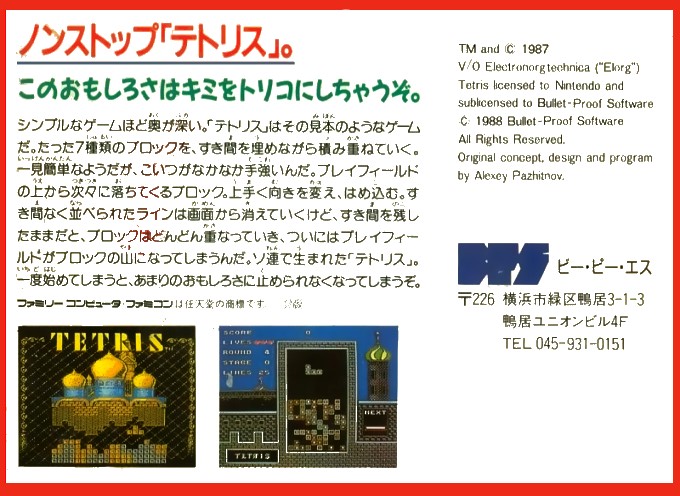 ノンストップ「テトリス」。
このおもしろさはキミをトリコにしちゃうぞ。
シンプルなゲームほど奥が深い。「テトリス」はその見本のようなゲーム
だ。たった7種類のブロックを、すき間を埋めながら積み重ねていく。
一見簡単なようだが、こいつがなかなか手強いんだ。プレイフィールド
の上から次々に落ちてくるブロック。上手く向きを変え、はめ込む。す
き間なく並べられたラインは画面から消えていくけど、すき間を残し
たままだと、ブロックはどんどん重なっていき、ついにはプレイフィー
ルドがブロックの山になってしまうんだ。ソ連で生まれた「テトリス」。
一度始めてしまうと、あまりのおもしろさに止められなくなってしまうぞ。
ファミリーコンピュータ・ファミコンは任天堂の商標です。
TETRIS
SCORE 0
LIVES
ROUND 4
STAGE 0
LINES 25
NEXT
TETRIS
TM and © 1987
V/O Electronorgtechnica ("Elorg")
Tetris licensed to Nintendo and
sublicensed to Bullet-Proof Software
© 1988 Bullet-Proof Software
All Rights Reserved.
Original concept, design and program
by Alexey Pazhitnov.
BPS ビー・ピー・エス
〒226 横浜市緑区鴨居3-1-3
鴨居ユニオンビル4F
TEL 045-931-0151